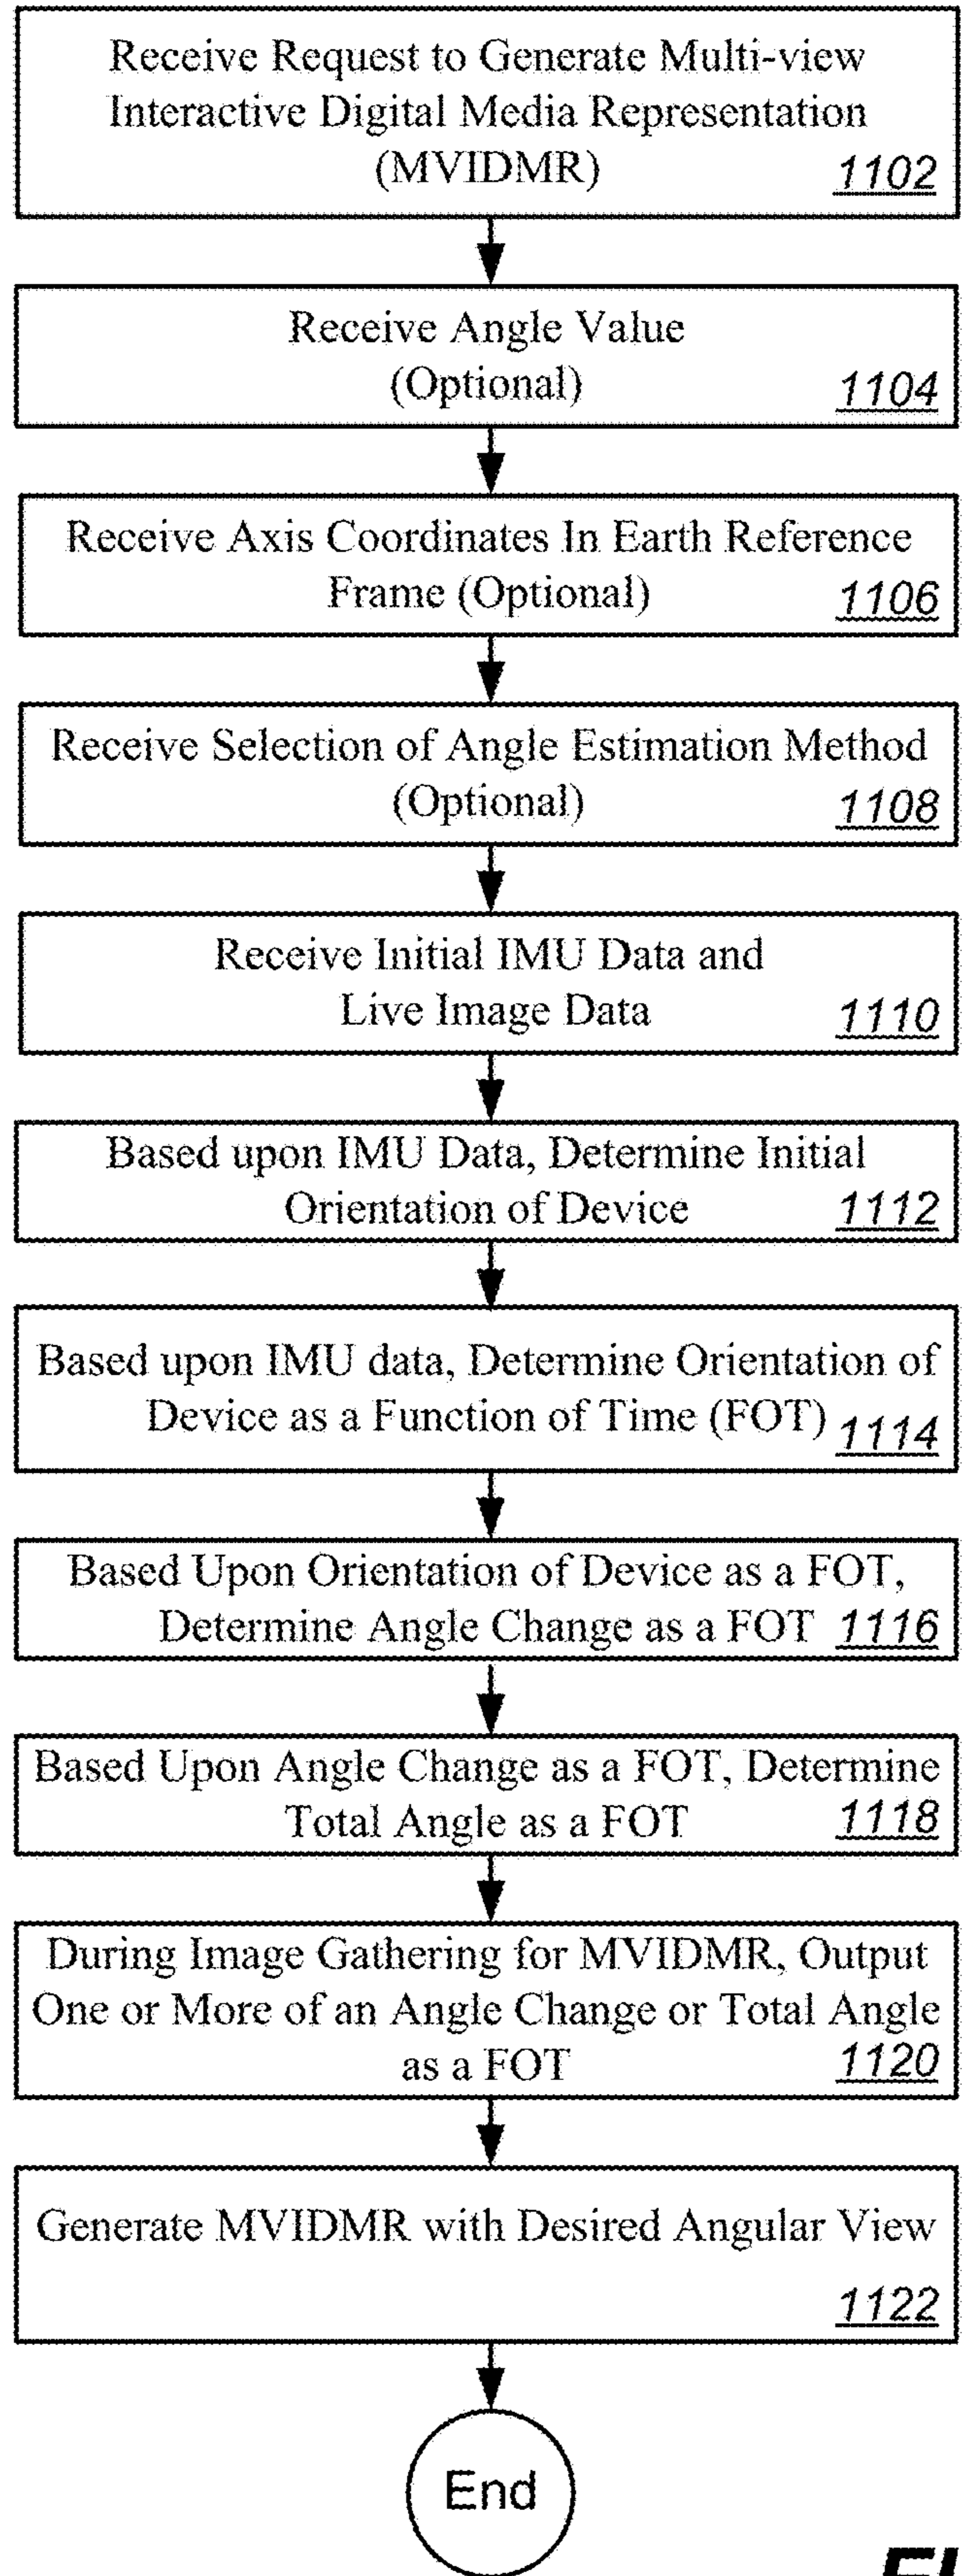 Receive Request to Generate Multi-view
Interactive Digital Media Representation
(MVIDMR)
1102
Receive Angle Value
(Optional)
1104
Receive Axis Coordinates In Earth Reference
Frame (Optional)
1106
Receive Selection of Angle Estimation Method
(Optional)
1108
Receive Initial IMU Data and
Live Image Data
1110
Based upon IMU Data, Determine Initial
Orientation of Device
1112
Based upon IMU data, Determine Orientation of
Device as a Function of Time (FOT)
1114
Based Upon Orientation of Device as a FOT,
Determine Angle Change as a FOT
1116
Based Upon Angle Change as a FOT, Determine
Total Angle as a FOT
1118
During Image Gathering for MVIDMR, Output
One or More of an Angle Change or Total Angle
as a FOT
1120
Generate MVIDMR with Desired Angular View
1122
End